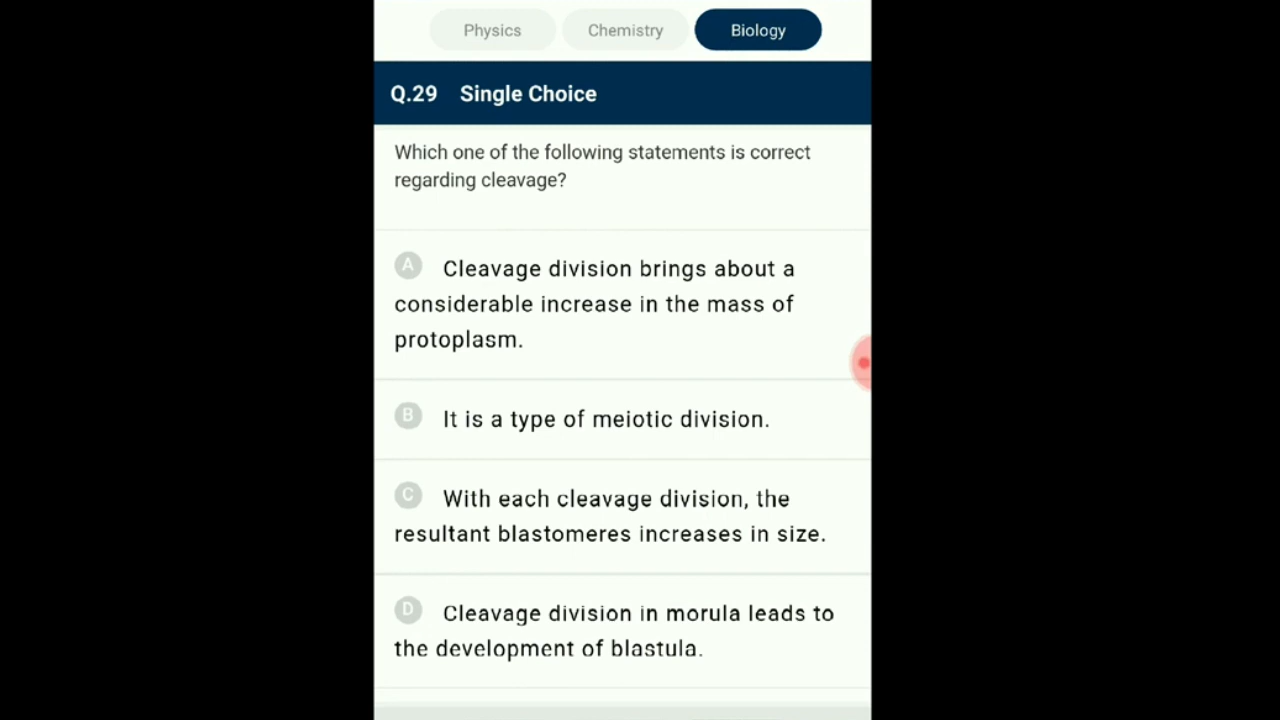 Physics Chemistry Biology
Q.29 Single Choice
Which one of the following statements is correct
regarding cleavage?
A Cleavage division brings about a
considerable increase in the mass of
protoplasm.
B It is a type of meiotic division.
C With each cleavage division, the
resultant blastomeres increases in size.
D Cleavage division in morula leads to
the development of blastula.